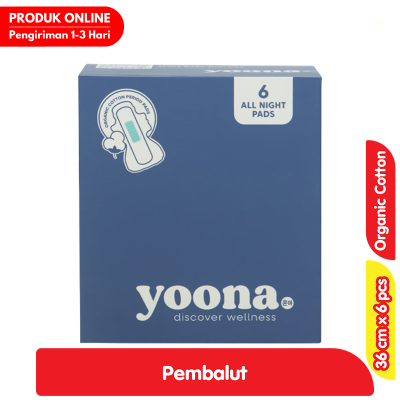 PRODUK ONLINE
Pengiriman 1-3 Hari
ORGANIC COTTON PERIOD PADS
6
ALL NIGHT
PADS
yoona
discover wellness
Organic Cotton
36 cm x 6 pcs
Pembalut